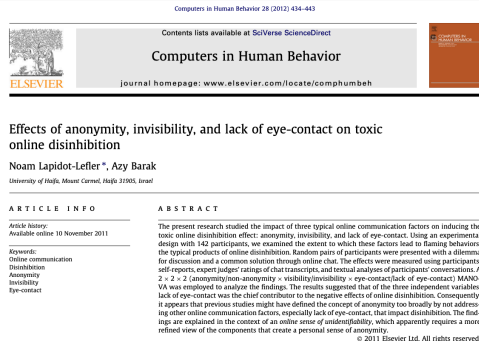 Computers in Human Behavior 28 (2012) 434–443
Contents lists available at SciVerse ScienceDirect
Computers in Human Behavior
journal homepage: www.elsevier.com/locate/comphumbeh
ELSEVIER
COMPUTERS IN
HUMAN BEHAVIOR
Effects of anonymity, invisibility, and lack of eye-contact on toxic
online disinhibition
Noam Lapidot-Lefler *, Azy Barak
University of Haifa, Mount Carmel, Haifa 31905, Israel
ARTICLE INFO
Article history:
Available online 10 November 2011
Keywords:
Online communication
Disinhibition
Anonymity
Invisibility
Eye-contact
ABSTRACT
The present research studied the impact of three typical online communication factors on inducing the
toxic online disinhibition effect: anonymity, invisibility, and lack of eye-contact. Using an experimenta
design with 142 participants, we examined the extent to which these factors lead to flaming behaviors
the typical products of online disinhibition. Random pairs of participants were presented with a dilemma
for discussion and a common solution through online chat. The effects were measured using participants
self-reports, expert judges' ratings of chat transcripts, and textual analyses of participants' conversations. A
2 × 2 × 2 (anonymity/non-anonymity × visibility/invisibility × eye-contact/lack of eye-contact) MANO-
VA was employed to analyze the findings. The results suggested that of the three independent variables
lack of eye-contact was the chief contributor to the negative effects of online disinhibition. Consequently
it appears that previous studies might have defined the concept of anonymity too broadly by not address-
ing other online communication factors, especially lack of eye-contact, that impact disinhibition. The find-
ings are explained in the context of an online sense of unidentifiability, which apparently requires a more
refined view of the components that create a personal sense of anonymity.
© 2011 Elsevier Ltd. All rights reserved